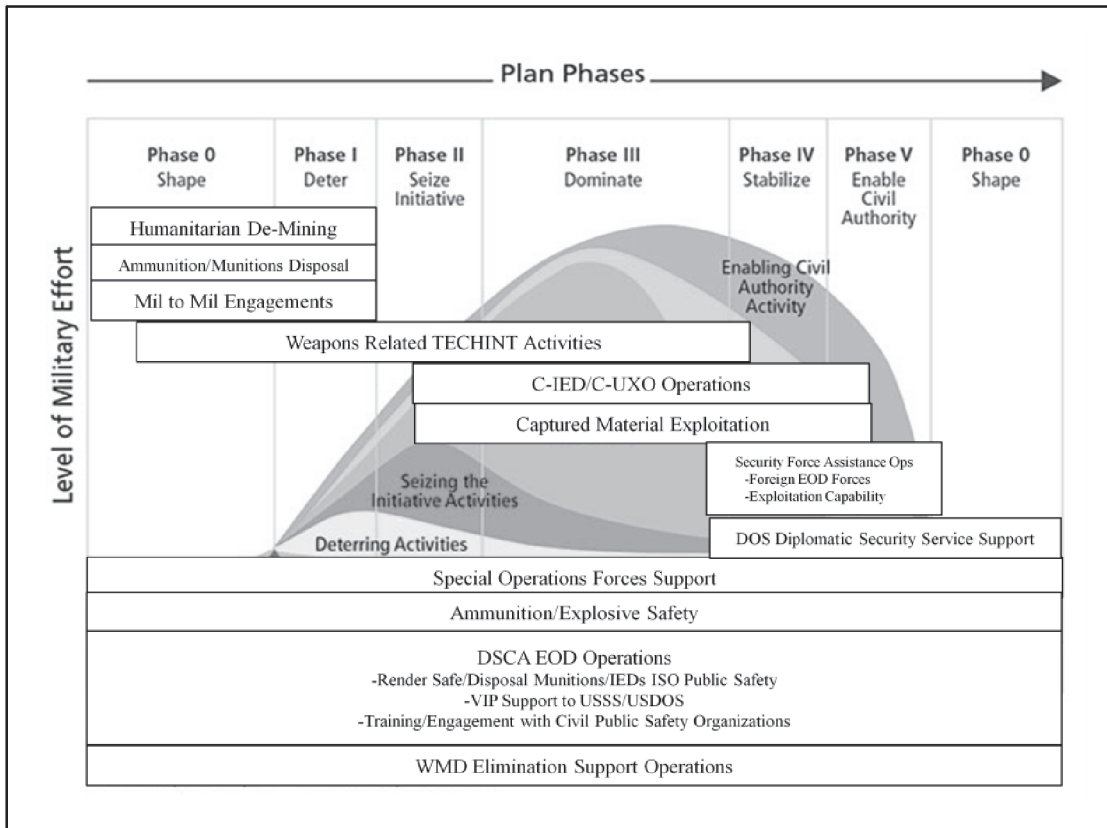 Plan Phases
Phase 0
Shape
Phase I
Deter
Phase II
Seize
Initiative
Phase III
Dominate
Phase IV
Stabilize
Phase V
Enable
Civil
Authority
Phase 0
Shape
Level of Military Effort
Humanitarian De-Mining
Ammunition/Munitions Disposal
Mil to Mil Engagements
Enabling Civil
Authority
Activity
Weapons Related TECHINT Activities
C-IED/C-UXO Operations
Captured Material Exploitation
Security Force Assistance Ops
-Foreign EOD Forces
-Exploitation Capability
Seizing the
Initiative Activities
Deterring Activities
DOS Diplomatic Security Service Support
Special Operations Forces Support
Ammunition/Explosive Safety
DSCA EOD Operations
-Render Safe/Disposal Munitions/IEDs ISO Public Safety
-VIP Support to USSS/USDOS
-Training/Engagement with Civil Public Safety Organizations
WMD Elimination Support Operations